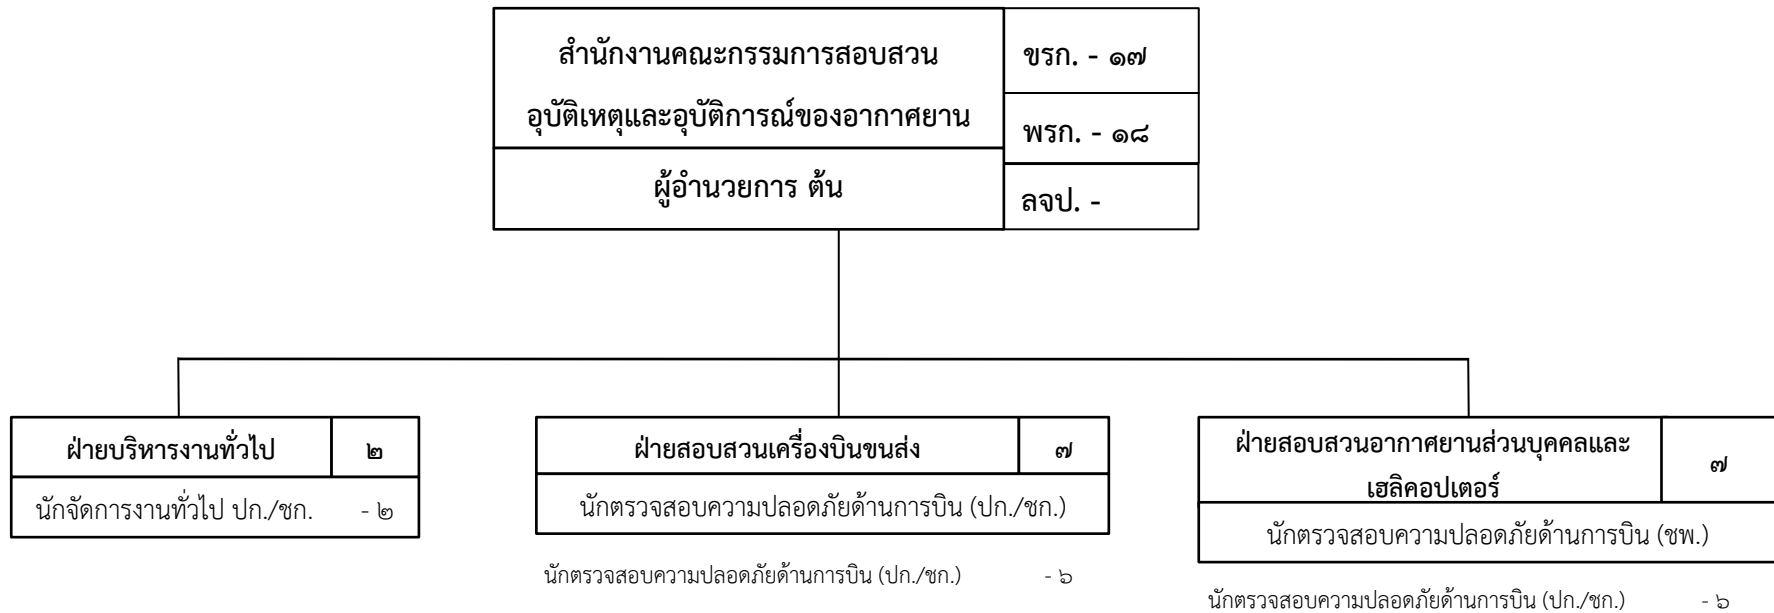 สำนักงานคณะกรรมการสอบสวน
อุบัติเหตุและอุบัติการณ์ของอากาศยาน
ผู้อำนวยการ ต้น
ขรก. - ๑๗
พรก. - ๑๘
ลจป. -
ฝ่ายบริหารงานทั่วไป ๒
นักจัดการงานทั่วไป ปก./ชก. - ๒
ฝ่ายสอบสวนเครื่องบินขนส่ง ๗
นักตรวจสอบความปลอดภัยด้านการบิน (ปก./ชก.)
นักตรวจสอบความปลอดภัยด้านการบิน (ปก./ชก.) - ๖
ฝ่ายสอบสวนอากาศยานส่วนบุคคลและ
เฮลิคอปเตอร์ ๗
นักตรวจสอบความปลอดภัยด้านการบิน (ชพ.)
นักตรวจสอบความปลอดภัยด้านการบิน (ปก./ชก.) - ๖